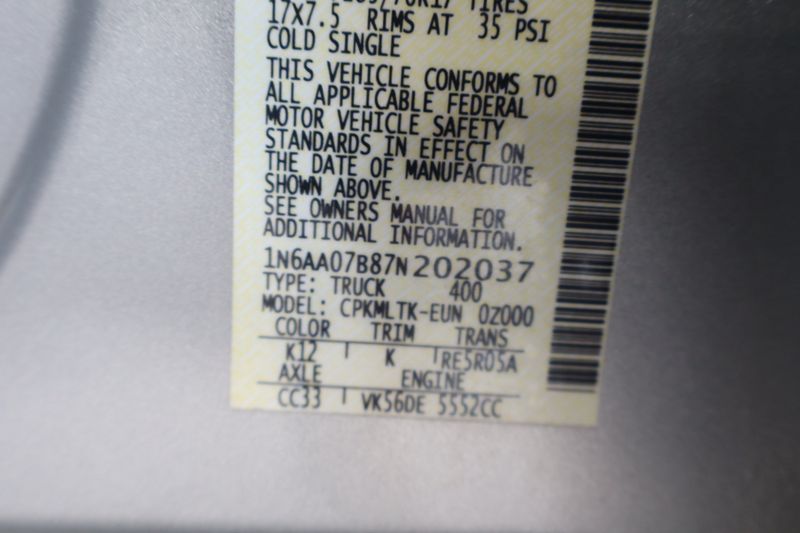 /70R17 TIRES
17X7.5 RIMS AT 35 PSI
COLD SINGLE
THIS VEHICLE CONFORMS TO
ALL APPLICABLE FEDERAL
MOTOR VEHICLE SAFETY
STANDARDS IN EFFECT ON
THE DATE OF MANUFACTURE
SHOWN ABOVE.
SEE OWNERS MANUAL FOR
ADDITIONAL INFORMATION.
1N6AA07B87N202037
TYPE: TRUCK 400
MODEL: CPKMLTK-EUN 0Z000
COLOR TRIM TRANS
K12 K RE5R05A
AXLE ENGINE
CC33 VK56DE 5552CC